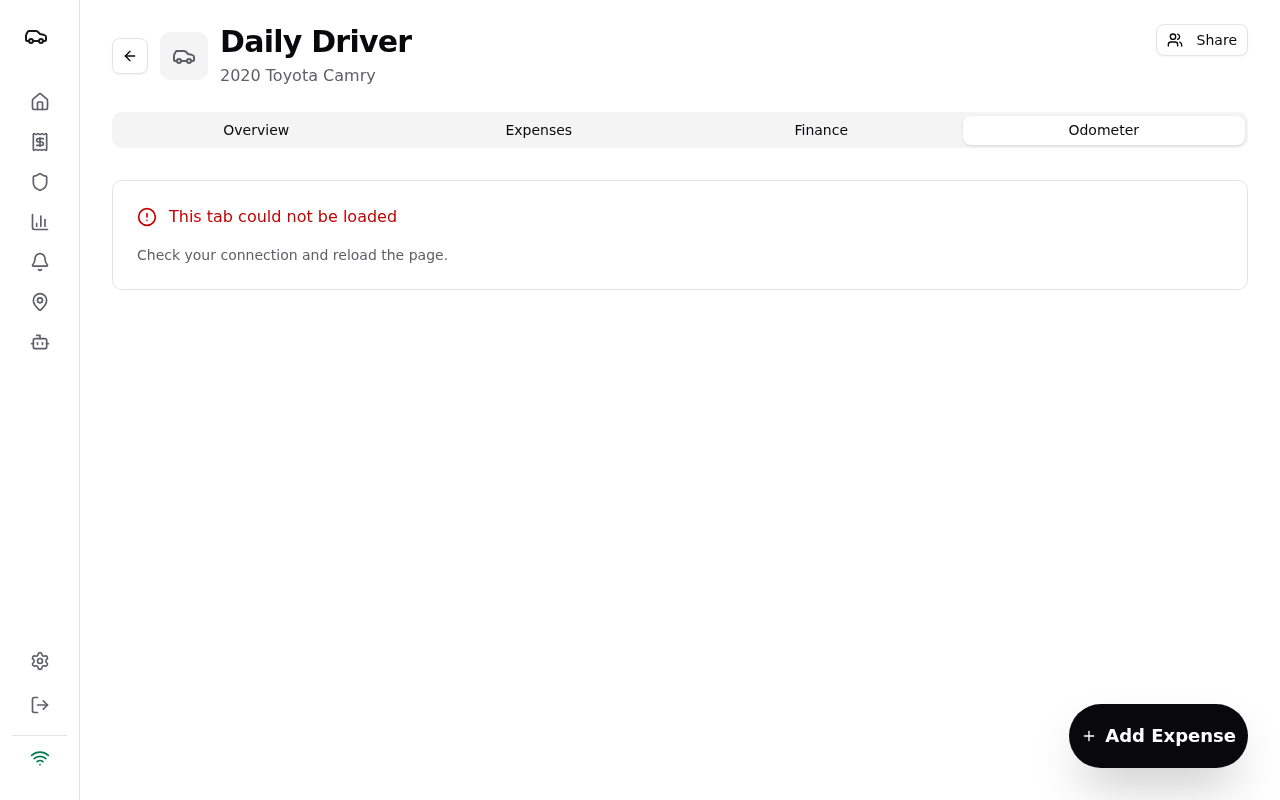 Daily Driver
2020 Toyota Camry
Share
Overview
Expenses
Finance
Odometer
This tab could not be loaded
Check your connection and reload the page.
Add Expense